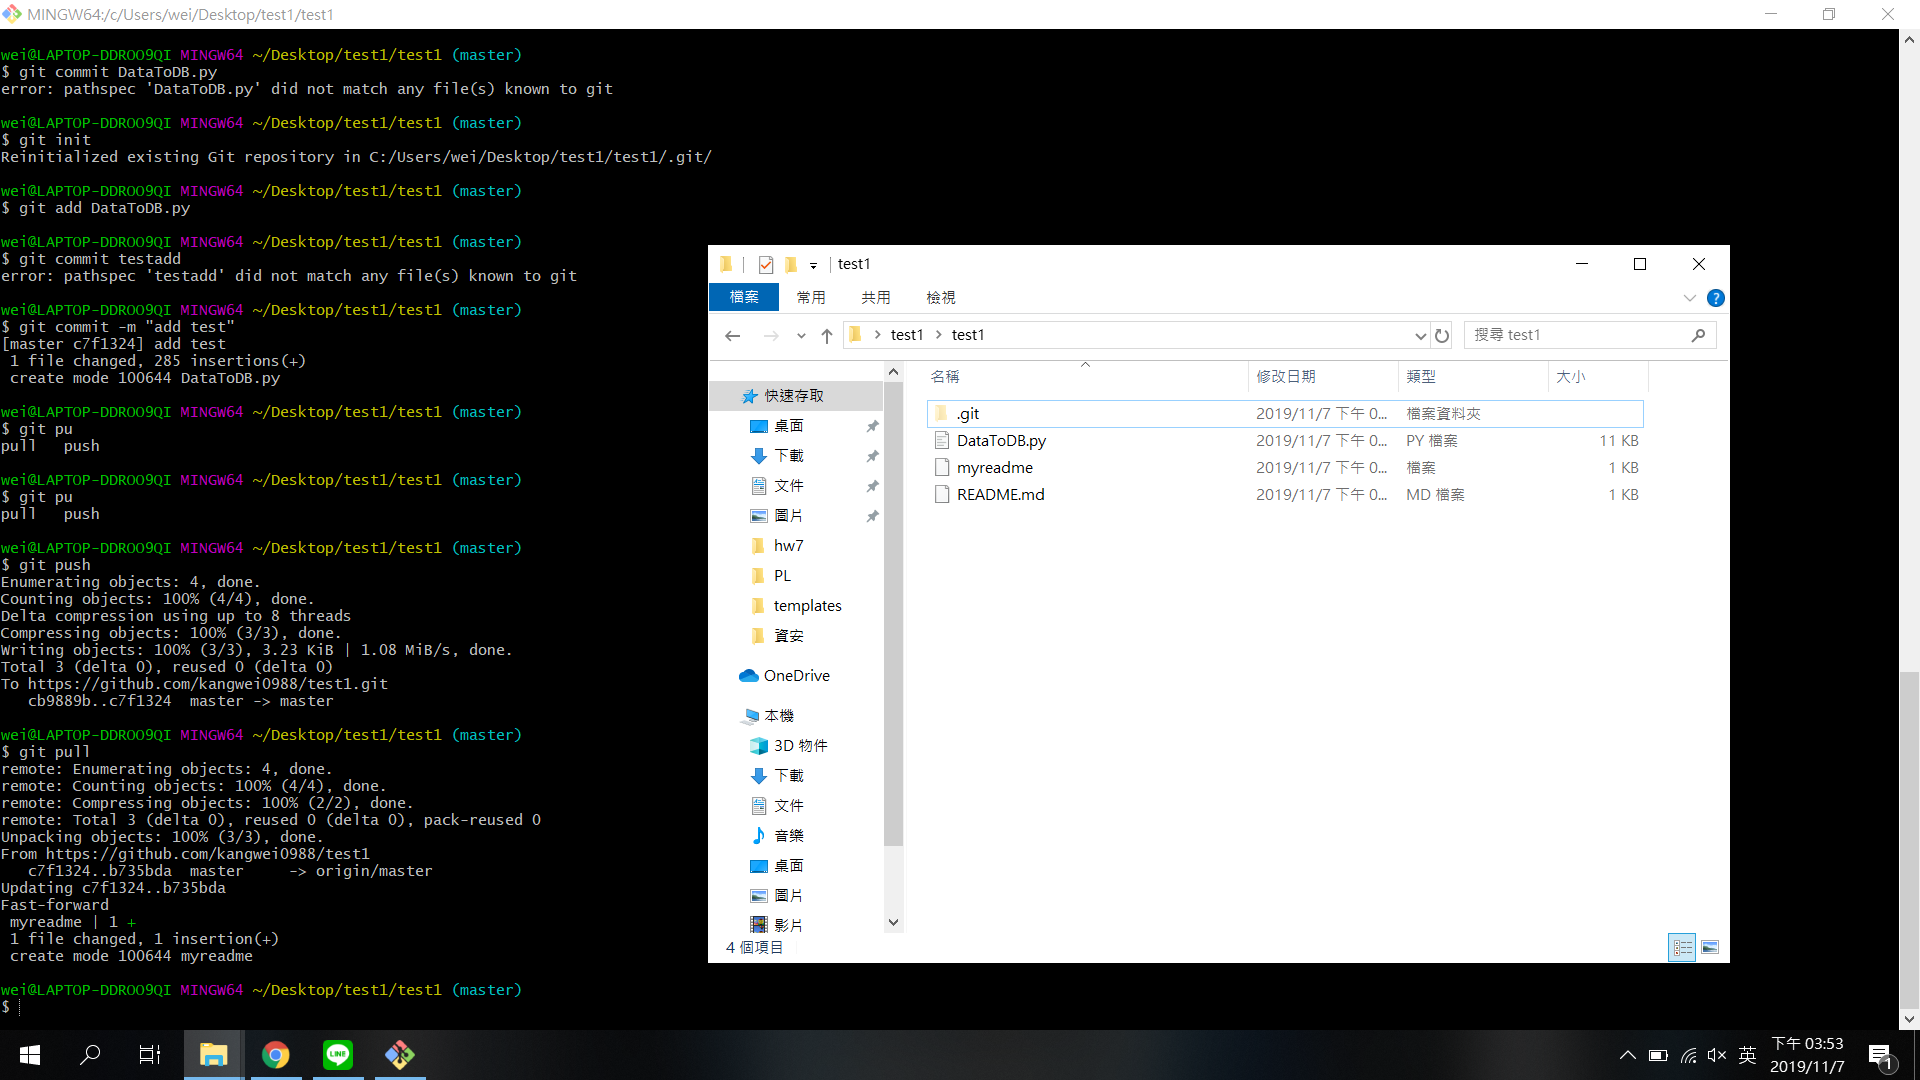 MINGW64:/c/Users/wei/Desktop/test1/test1
wei@LAPTOP-DDROO9QI MINGW64 ~/Desktop/test1/test1 (master)
$ git commit DataToDB.py
error: pathspec 'DataToDB.py' did not match any file(s) known to git
wei@LAPTOP-DDROO9QI MINGW64 ~/Desktop/test1/test1 (master)
$ git init
Reinitialized existing Git repository in C:/Users/wei/Desktop/test1/test1/.git/
wei@LAPTOP-DDROO9QI MINGW64 ~/Desktop/test1/test1 (master)
$ git add DataToDB.py
wei@LAPTOP-DDROO9QI MINGW64 ~/Desktop/test1/test1 (master)
$ git commit testadd
error: pathspec 'testadd' did not match any file(s) known to git
wei@LAPTOP-DDROO9QI MINGW64 ~/Desktop/test1/test1 (master)
$ git commit -m "add test"
[master c7f1324] add test
1 file changed, 285 insertions(+)
create mode 100644 DataToDB.py
wei@LAPTOP-DDROO9QI MINGW64 ~/Desktop/test1/test1 (master)
$ git pu
pull push
wei@LAPTOP-DDROO9QI MINGW64 ~/Desktop/test1/test1 (master)
$ git pu
pull push
wei@LAPTOP-DDROO9QI MINGW64 ~/Desktop/test1/test1 (master)
$ git push
Enumerating objects: 4, done.
Counting objects: 100% (4/4), done.
Delta compression using up to 8 threads
Compressing objects: 100% (3/3), done.
Writing objects: 100% (3/3), 3.23 KiB | 1.08 MiB/s, done.
Total 3 (delta 0), reused 0 (delta 0)
To https://github.com/kangwei0988/test1.git
cb9889b..c7f1324 master -> master
wei@LAPTOP-DDROO9QI MINGW64 ~/Desktop/test1/test1 (master)
$ git pull
remote: Enumerating objects: 4, done.
remote: Counting objects: 100% (4/4), done.
remote: Compressing objects: 100% (2/2), done.
remote: Total 3 (delta 0), reused 0 (delta 0), pack-reused 0
Unpacking objects: 100% (3/3), done.
From https://github.com/kangwei0988/test1
c7f1324..b735bda master -> origin/master
Updating c7f1324..b735bda
Fast-forward
myreadme | 1 +
1 file changed, 1 insertion(+)
create mode 100644 myreadme
wei@LAPTOP-DDROO9QI MINGW64 ~/Desktop/test1/test1 (master)
$
test1
檔案 常用 共用 檢視
test1 > test1
搜尋 test1
名稱 修改日期 類型 大小
.git 2019/11/7 下午 0... 檔案資料夾
DataToDB.py 2019/11/7 下午 0... PY 檔案 11 KB
myreadme 2019/11/7 下午 0... 檔案 1 KB
README.md 2019/11/7 下午 0... MD 檔案 1 KB
快速存取
桌面
下載
文件
圖片
hw7
PL
templates
資安
OneDrive
本機
3D 物件
下載
文件
音樂
桌面
圖片
影片
4 個項目
LINE
英
下午 03:53
2019/11/7
1